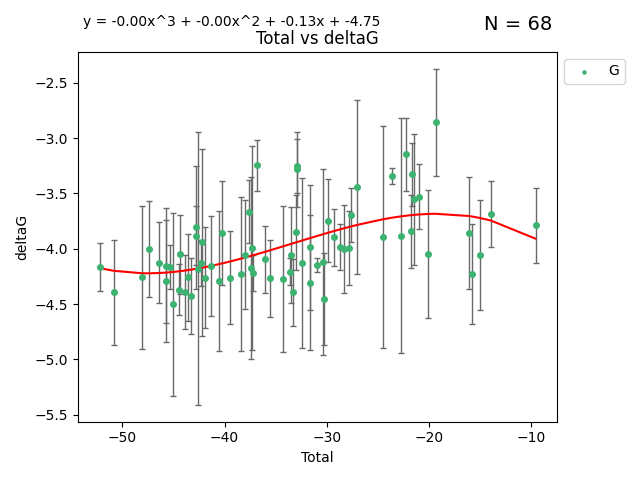 y = -0.00x^3 + -0.00x^2 + -0.13x + -4.75
N = 68
Total vs deltaG
G
deltaG
−2.5
−3.0
−3.5
−4.0
−4.5
−5.0
−5.5
−50
−40
−30
−20
−10
Total